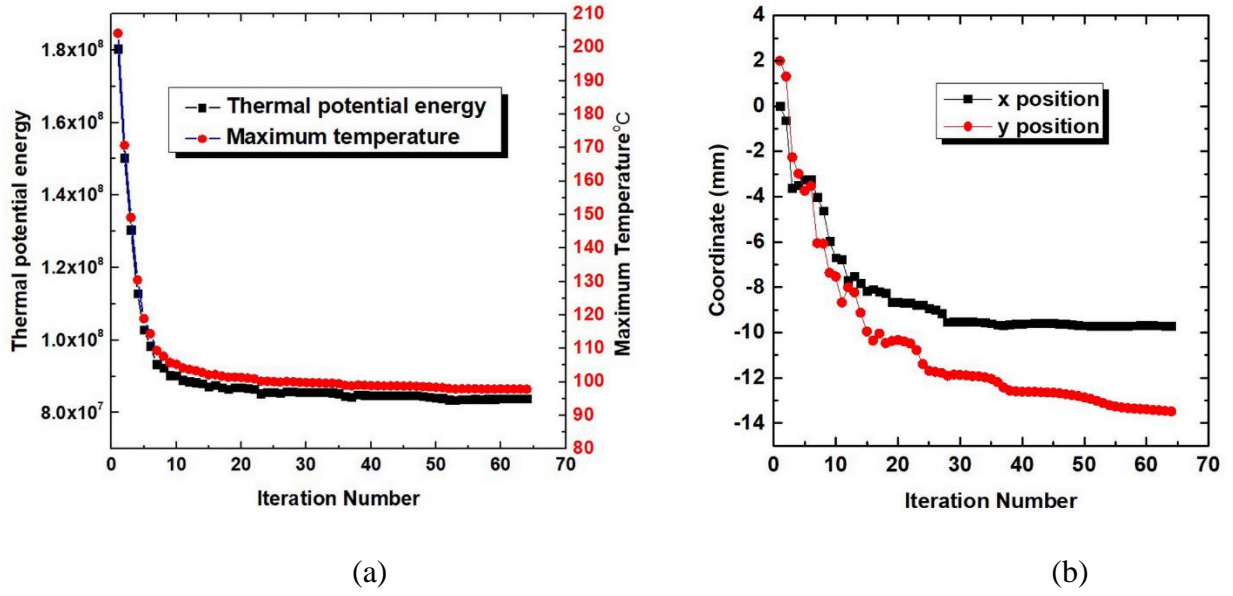 Thermal potential energy
1.8x10⁸
1.6x10⁸
1.4x10⁸
1.2x10⁸
1.0x10⁸
8.0x10⁷
Thermal potential energy
Maximum temperature
210
200
190
180
170
160
150
140
130
120
110
100
90
80
Maximum Temperature°C
0 10 20 30 40 50 60 70
Iteration Number
(a)
Coordinate (mm)
4
2
0
-2
-4
-6
-8
-10
-12
-14
x position
y position
0 10 20 30 40 50 60 70
Iteration Number
(b)